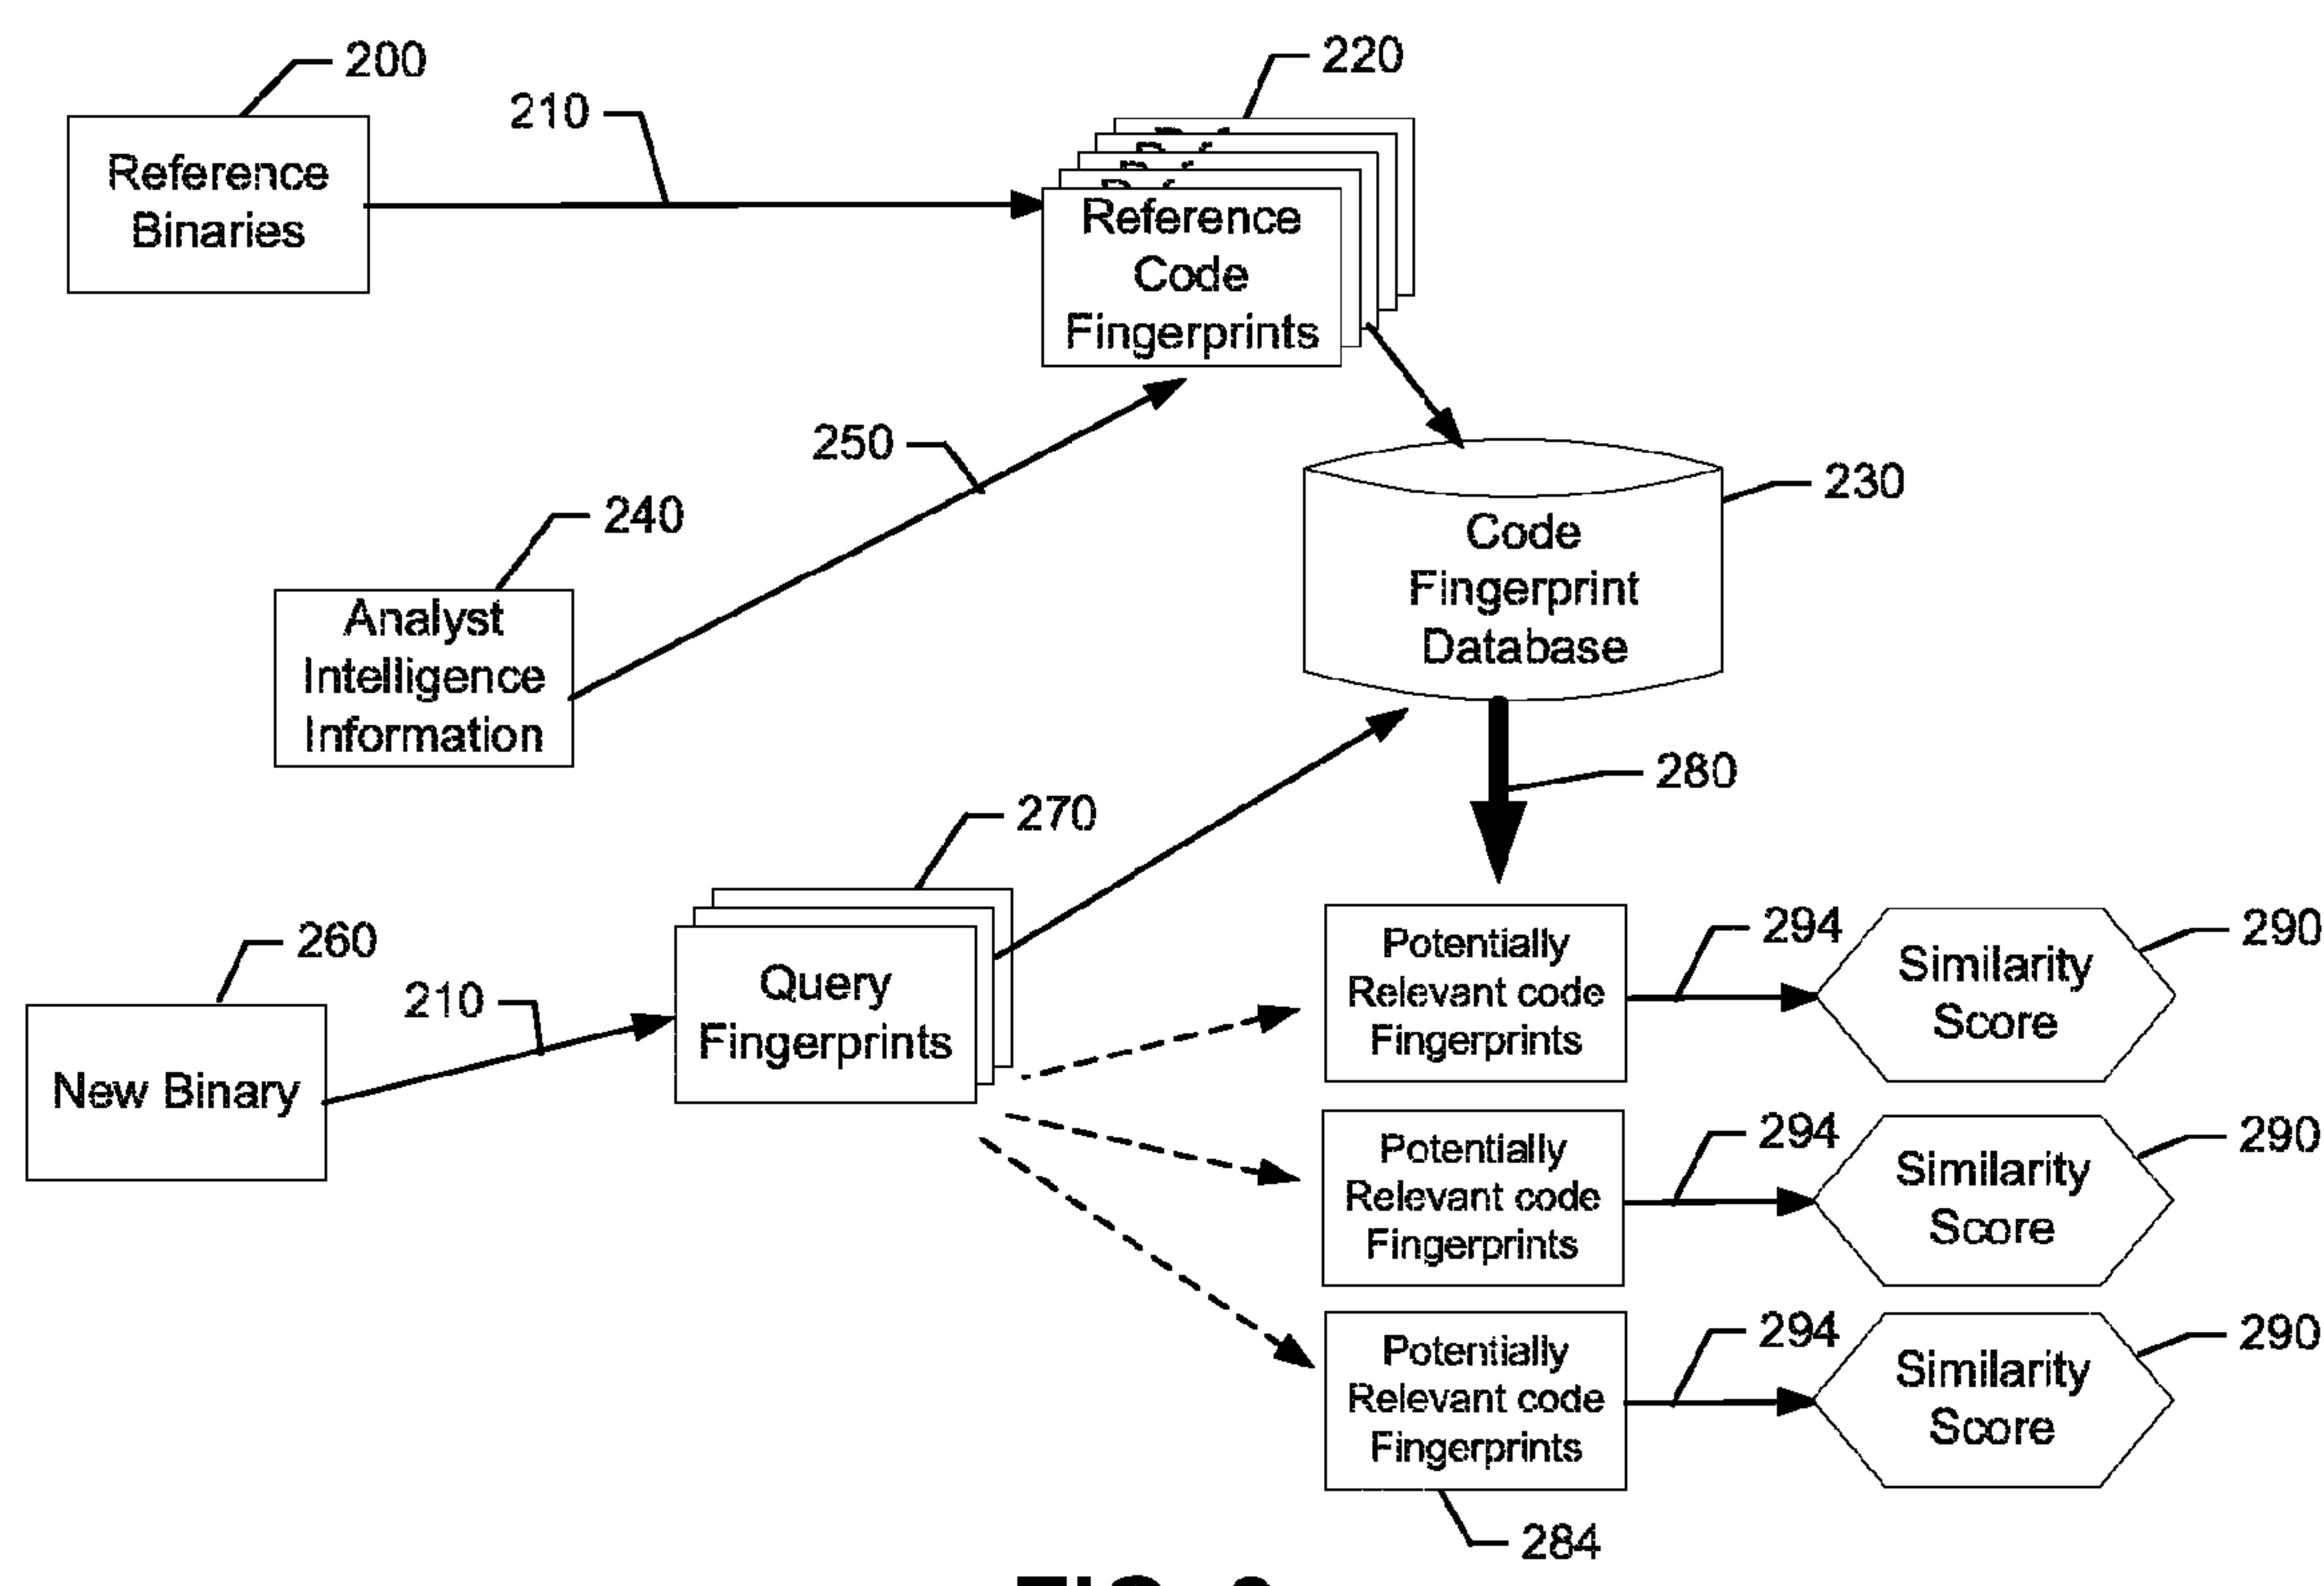 200
220
210
Reference
Binaries
Reference
Code
Fingerprints
250
230
240
Code
Fingerprint
Database
Analyst
Intelligence
Information
280
270
260
210
Query
Fingerprints
New Binary
Potentially
Relevant code
Fingerprints
294
Similarity
Score
290
Potentially
Relevant code
Fingerprints
294
Similarity
Score
290
Potentially
Relevant code
Fingerprints
294
Similarity
Score
290
284